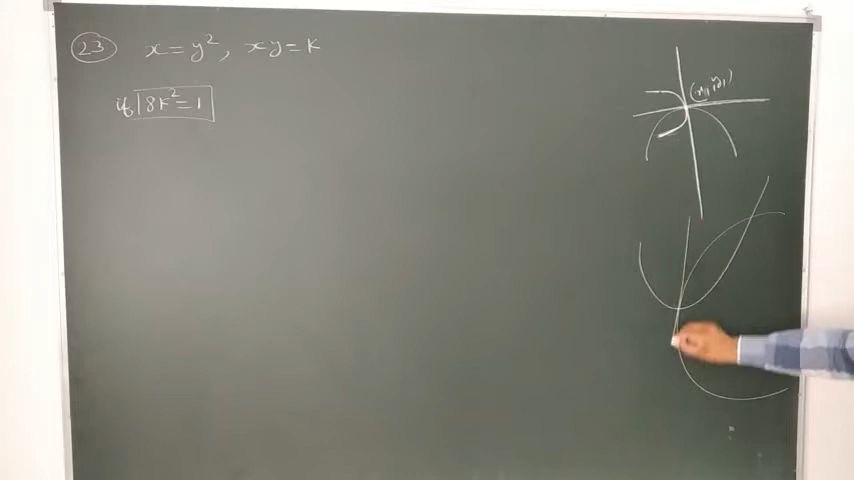 23 x = y², xy = k
if 8k² = 1
(x₁, y₁)